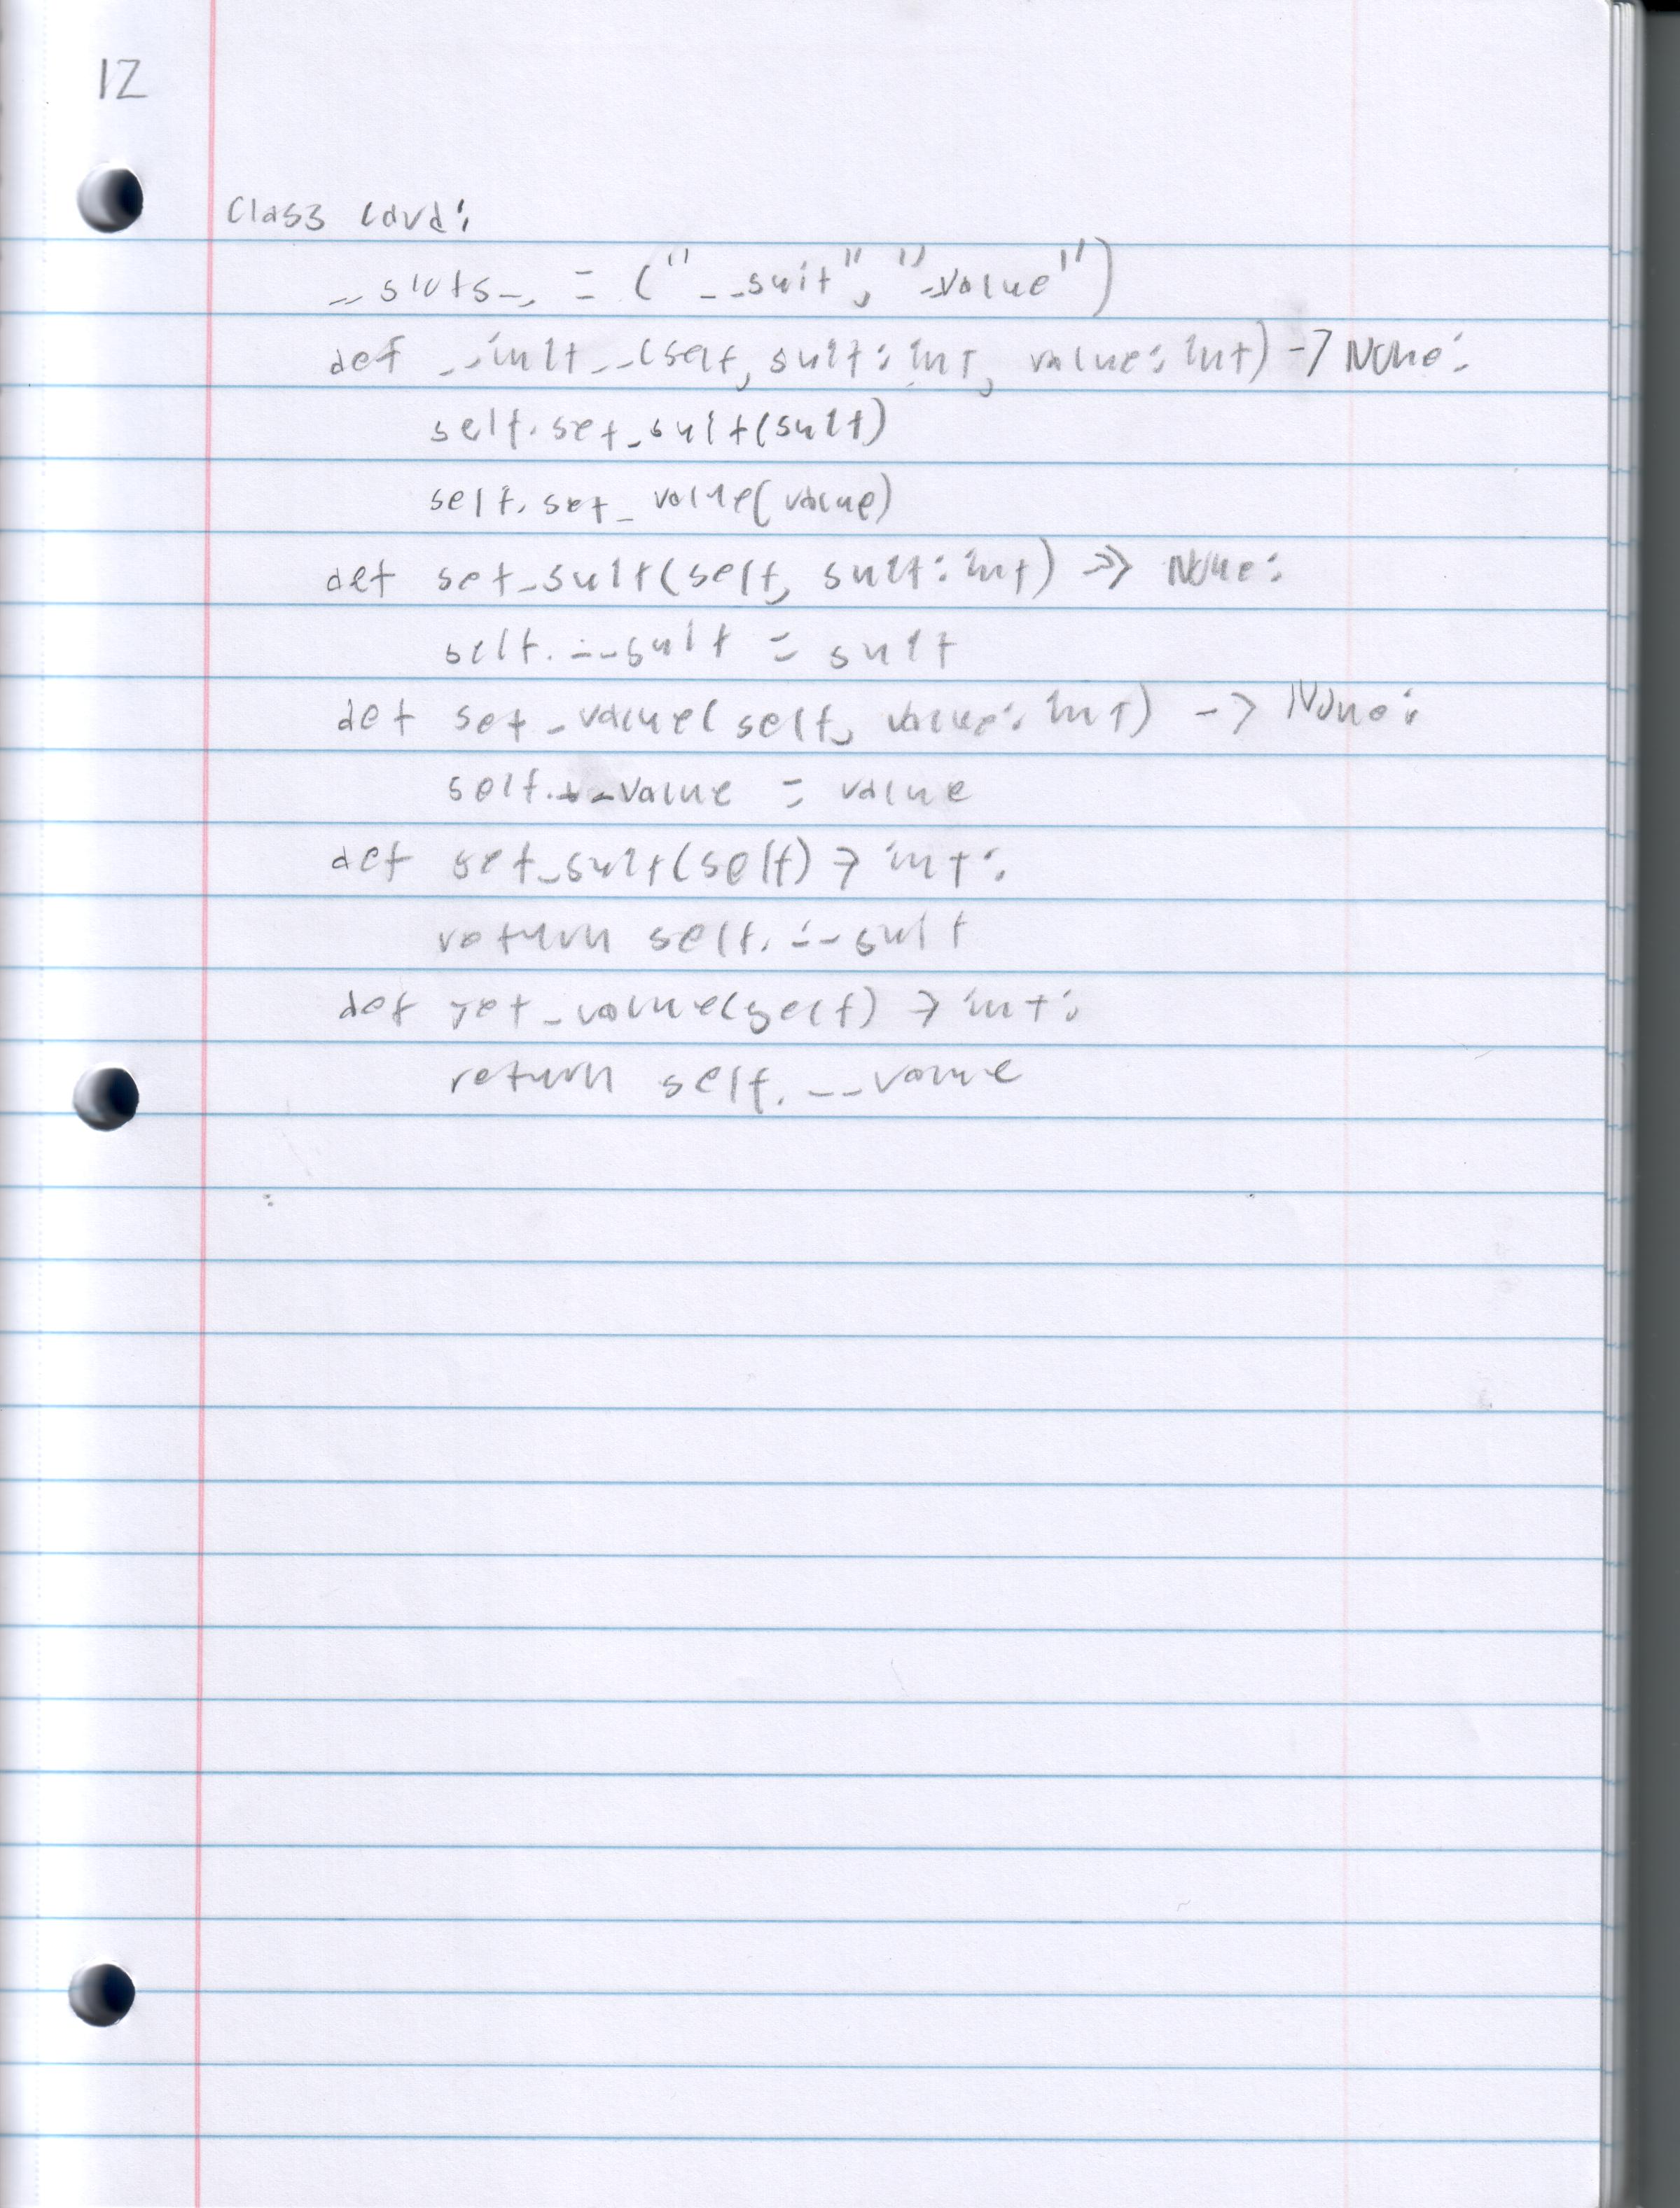 12
class Card:
    __slots__ = ("__suit", "__value")
    def __init__(self, suit: int, value: int) -> None:
        self.set_suit(suit)
        self.set_value(value)
    def set_suit(self, suit: int) -> None:
        self.__suit = suit
    def set_value(self, value: int) -> None:
        self.__value = value
    def get_suit(self) -> int:
        return self.__suit
    def get_value(self) -> int:
        return self.__value